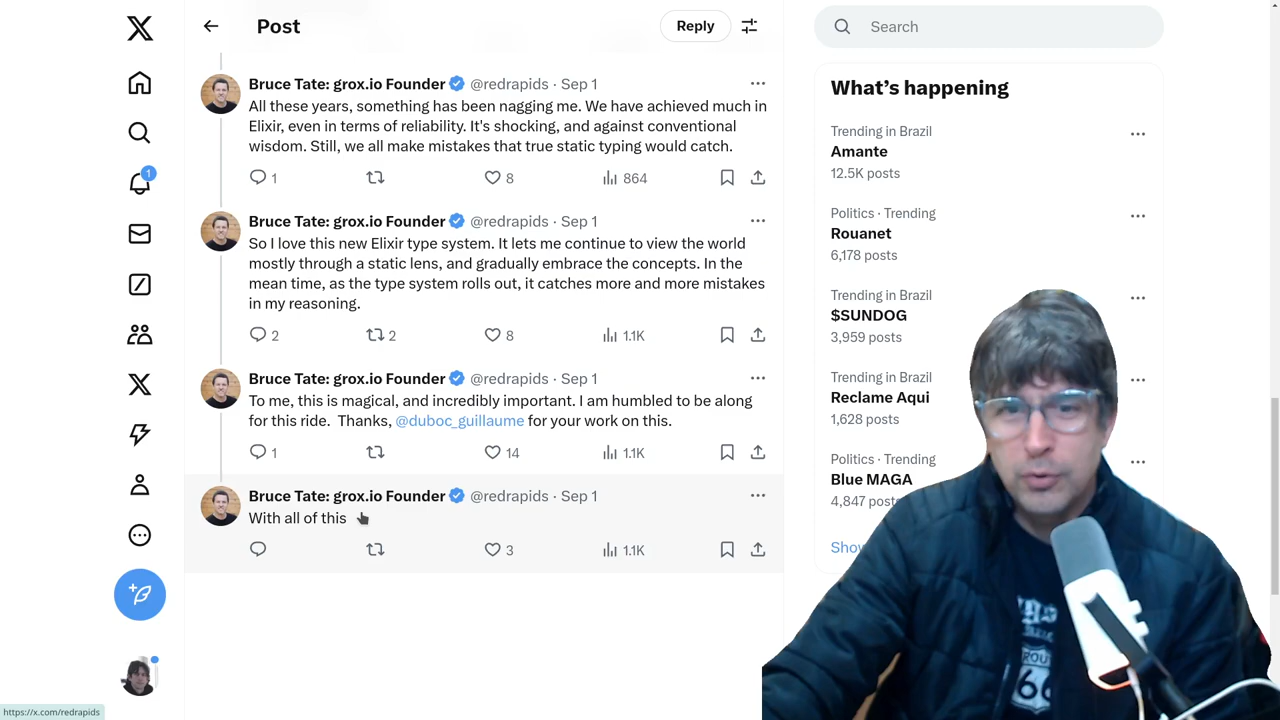 Post
Reply
Search
Bruce Tate: grox.io Founder @redrapids · Sep 1
All these years, something has been nagging me. We have achieved much in
Elixir, even in terms of reliability. It's shocking, and against conventional
wisdom. Still, we all make mistakes that true static typing would catch.
1 8 864
Bruce Tate: grox.io Founder @redrapids · Sep 1
So I love this new Elixir type system. It lets me continue to view the world
mostly through a static lens, and gradually embrace the concepts. In the
mean time, as the type system rolls out, it catches more and more mistakes
in my reasoning.
2 2 8 1.1K
Bruce Tate: grox.io Founder @redrapids · Sep 1
To me, this is magical, and incredibly important. I am humbled to be along
for this ride. Thanks, @duboc_guillaume for your work on this.
1 14 1.1K
Bruce Tate: grox.io Founder @redrapids · Sep 1
With all of this
3 1.1K
What's happening
Trending in Brazil
Amante
12.5K posts
Politics · Trending
Rouanet
6,178 posts
Trending in Brazil
$SUNDOG
3,959 posts
Trending in Brazil
Reclame Aqui
1,628 posts
Politics · Trending
Blue MAGA
4,847 posts
Show
1
ROUTE
66
https://x.com/redrapids